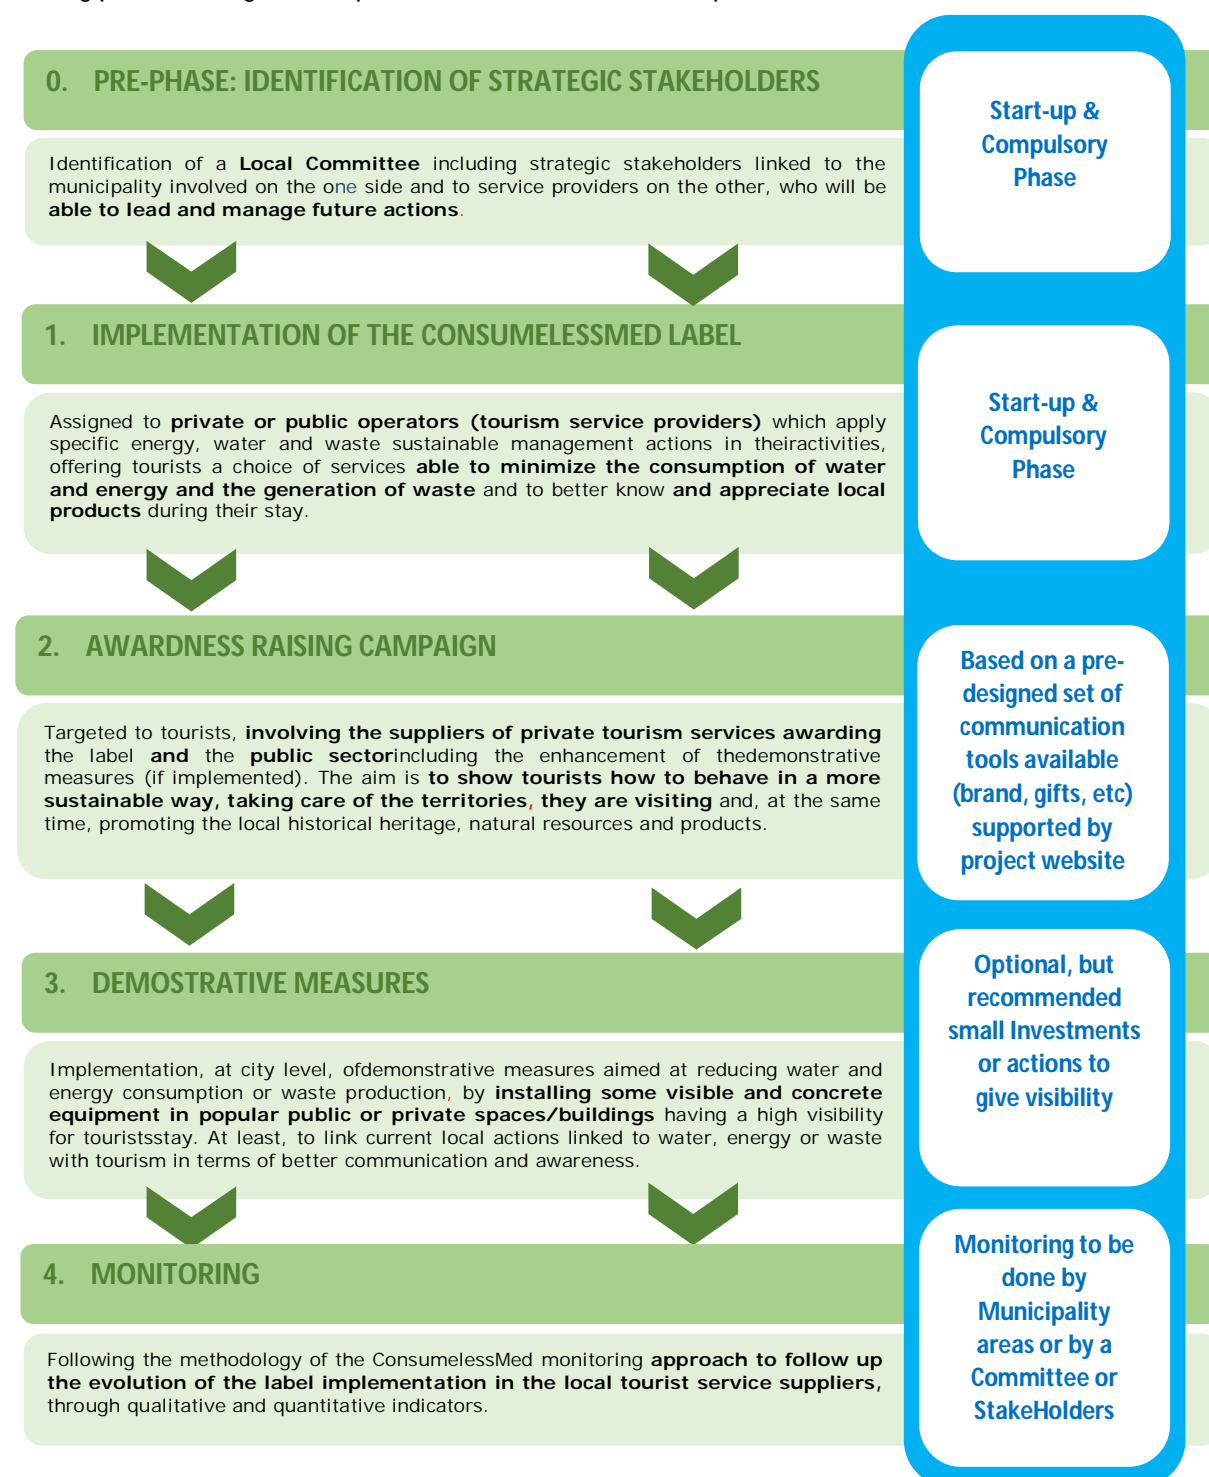 0. PRE-PHASE: IDENTIFICATION OF STRATEGIC STAKEHOLDERS
Start-up &
Compulsory
Phase
Identification of a Local Committee including strategic stakeholders linked to the
municipality involved on the one side and to service providers on the other, who will be
able to lead and manage future actions.
1. IMPLEMENTATION OF THE CONSUMELESSMED LABEL
Start-up &
Compulsory
Phase
Assigned to private or public operators (tourism service providers) which apply
specific energy, water and waste sustainable management actions in theiractivities,
offering tourists a choice of services able to minimize the consumption of water
and energy and the generation of waste and to better know and appreciate local
products during their stay.
2. AWARDNESS RAISING CAMPAIGN
Based on a pre-
designed set of
communication
tools available
(brand, gifts, etc)
supported by
project website
Targeted to tourists, involving the suppliers of private tourism services awarding
the label and the public sectorincluding the enhancement of thedemonstrative
measures (if implemented). The aim is to show tourists how to behave in a more
sustainable way, taking care of the territories, they are visiting and, at the same
time, promoting the local historical heritage, natural resources and products.
3. DEMOSTRATIVE MEASURES
Optional, but
recommended
small Investments
or actions to
give visibility
Implementation, at city level, ofdemonstrative measures aimed at reducing water and
energy consumption or waste production, by installing some visible and concrete
equipment in popular public or private spaces/buildings having a high visibility
for touristsstay. At least, to link current local actions linked to water, energy or waste
with tourism in terms of better communication and awareness.
4. MONITORING
Monitoring to be
done by
Municipality
areas or by a
Committee or
StakeHolders
Following the methodology of the ConsumelessMed monitoring approach to follow up
the evolution of the label implementation in the local tourist service suppliers,
through qualitative and quantitative indicators.